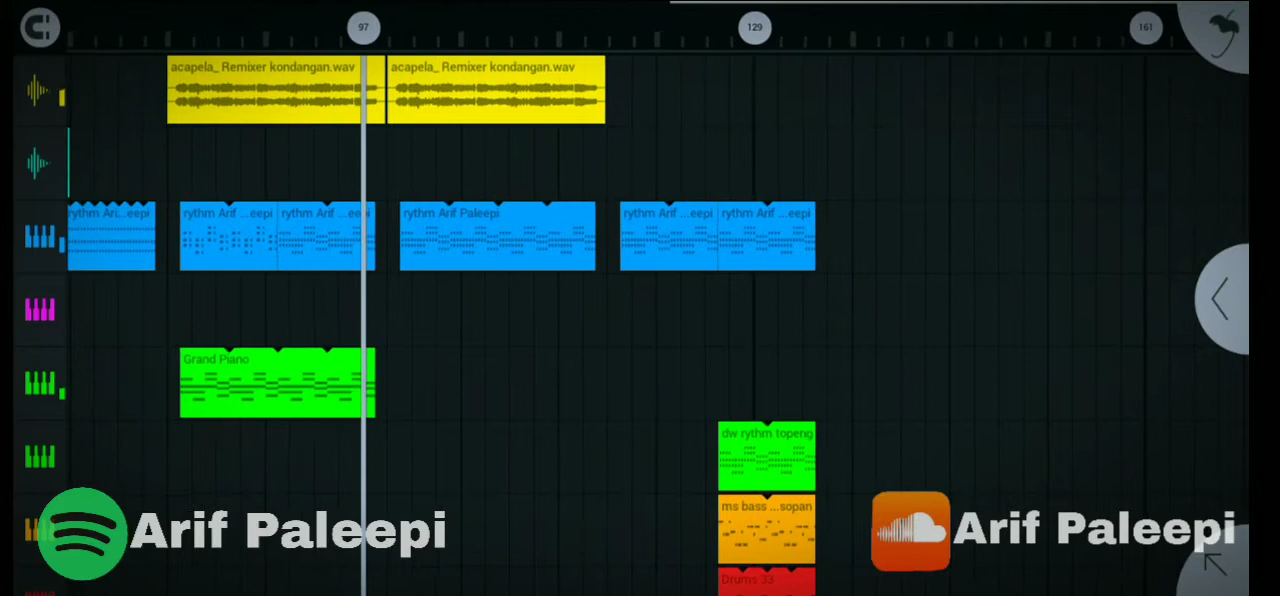 97
129
161
acapela_ Remixer kondangan.wav
acapela_ Remixer kondangan.wav
rythm Ari...eepi
rythm Arif ...eepi
rythm Arif ...eepi
rythm Arif Paleepi
rythm Arif ...eepi
rythm Arif ...eepi
Grand Piano
dw rythm topeng
ms bass ...sopan
Drums 33
Arif Paleepi
Arif Paleepi